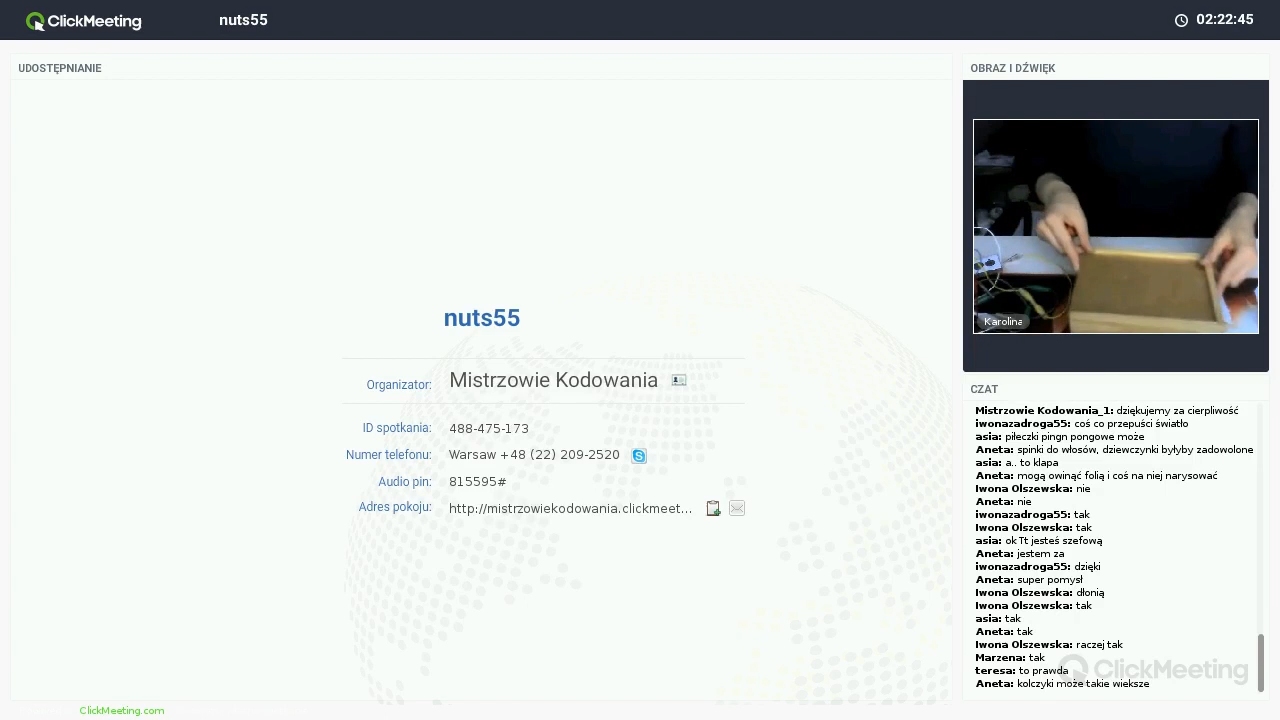 ClickMeeting
nuts55
02:22:45
UDOSTĘPNIANIE
nuts55
Organizator: Mistrzowie Kodowania
ID spotkania: 488-475-173
Numer telefonu: Warsaw +48 (22) 209-2520
Audio pin: 815595#
Adres pokoju: http://mistrzowiekodowania.clickmeet...
OBRAZ I DŹWIĘK
Karolina
CZAT
Mistrzowie Kodowania_1: dziękujemy za cierpliwość
iwonazadroga55: coś co przepuści światło
asia: piłeczki pingn pongowe może
Aneta: spinki do włosów, dziewczynki byłyby zadowolone
asia: a.. to klapa
Aneta: mogą owinąć folią i coś na niej narysować
Iwona Olszewska: nie
Aneta: nie
iwonazadroga55: tak
Iwona Olszewska: tak
asia: ok Tt jesteś szefową
Aneta: jestem za
iwonazadroga55: dzięki
Aneta: super pomysł
Iwona Olszewska: dłonią
Iwona Olszewska: tak
asia: tak
Aneta: tak
Iwona Olszewska: raczej tak
Marzena: tak
teresa: to prawda
Aneta: kolczyki może takie wieksze
ClickMeeting
ClickMeeting.com